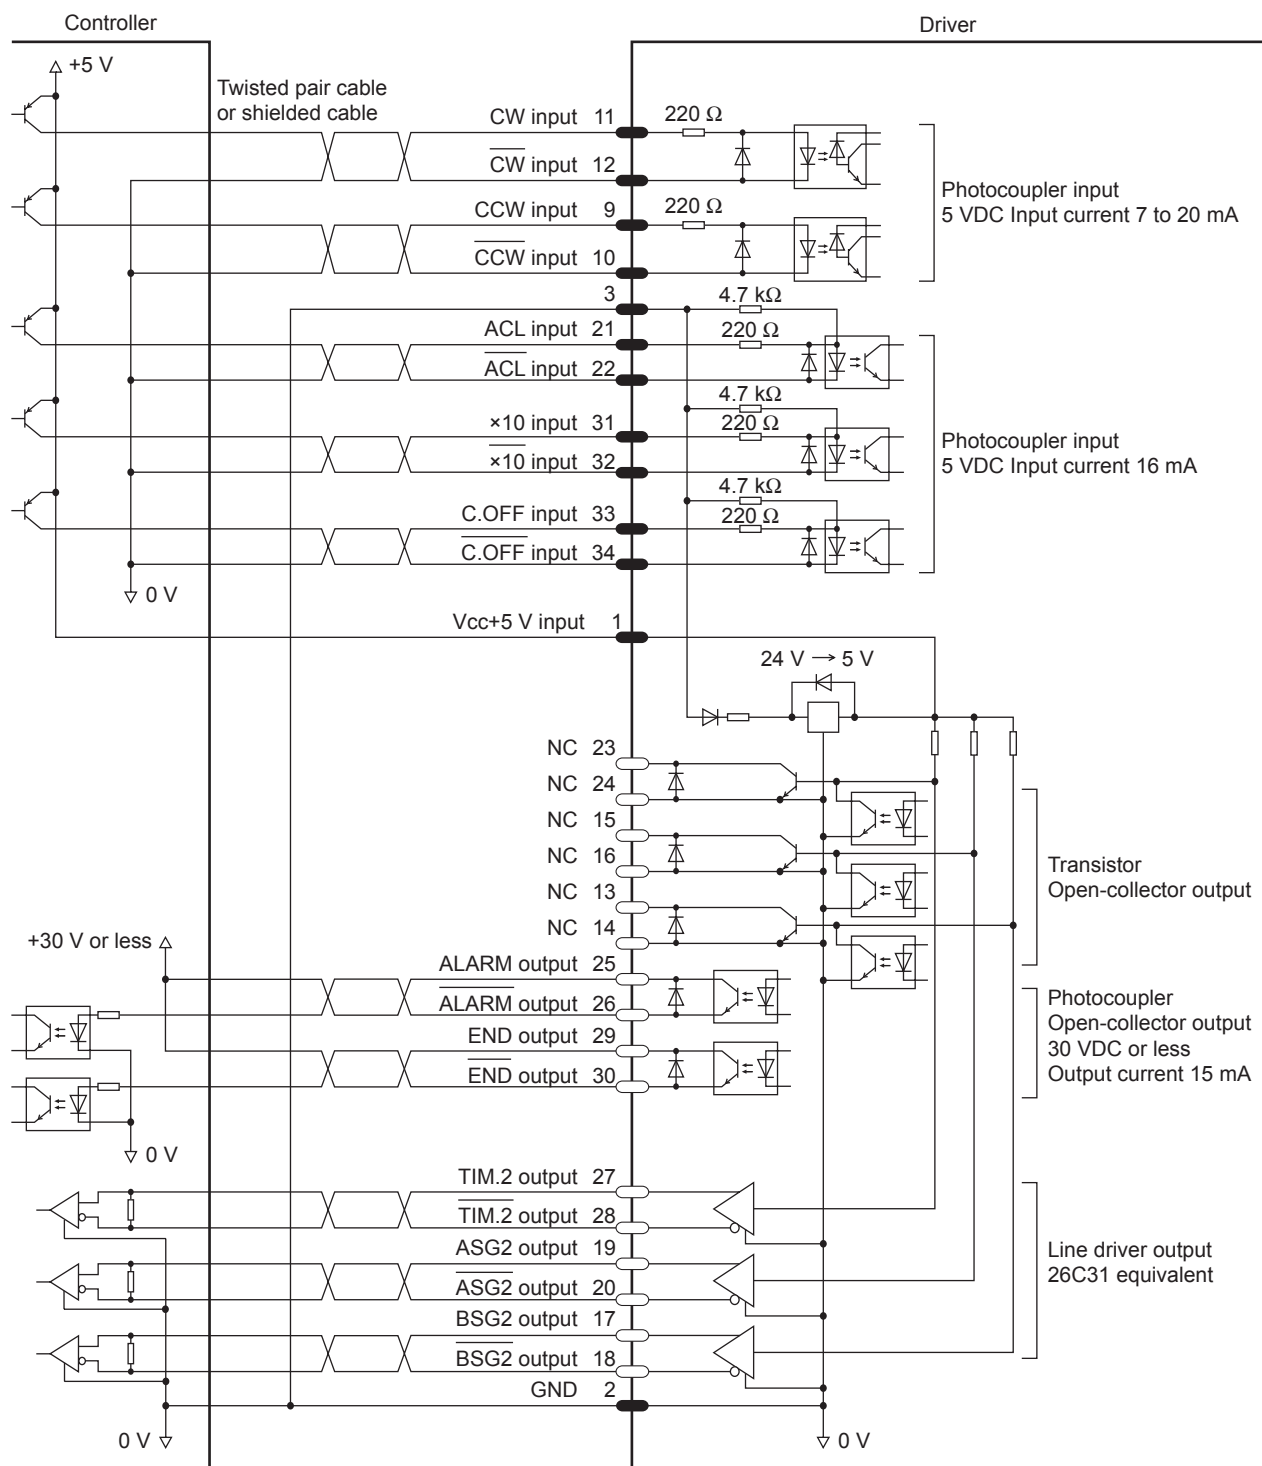 Controller
Driver
+5 V
Twisted pair cable
or shielded cable
CW input 11
220 Ω
CW input 12
Photocoupler input
5 VDC Input current 7 to 20 mA
CCW input 9
220 Ω
CCW input 10
3
4.7 kΩ
ACL input 21
220 Ω
ACL input 22
4.7 kΩ
×10 input 31
220 Ω
×10 input 32
Photocoupler input
5 VDC Input current 16 mA
4.7 kΩ
C.OFF input 33
220 Ω
C.OFF input 34
0 V
Vcc+5 V input 1
24 V → 5 V
NC 23
NC 24
NC 15
NC 16
NC 13
NC 14
Transistor
Open-collector output
+30 V or less
ALARM output 25
ALARM output 26
END output 29
END output 30
Photocoupler
Open-collector output
30 VDC or less
Output current 15 mA
0 V
TIM.2 output 27
TIM.2 output 28
ASG2 output 19
ASG2 output 20
BSG2 output 17
BSG2 output 18
Line driver output
26C31 equivalent
GND 2
0 V
0 V